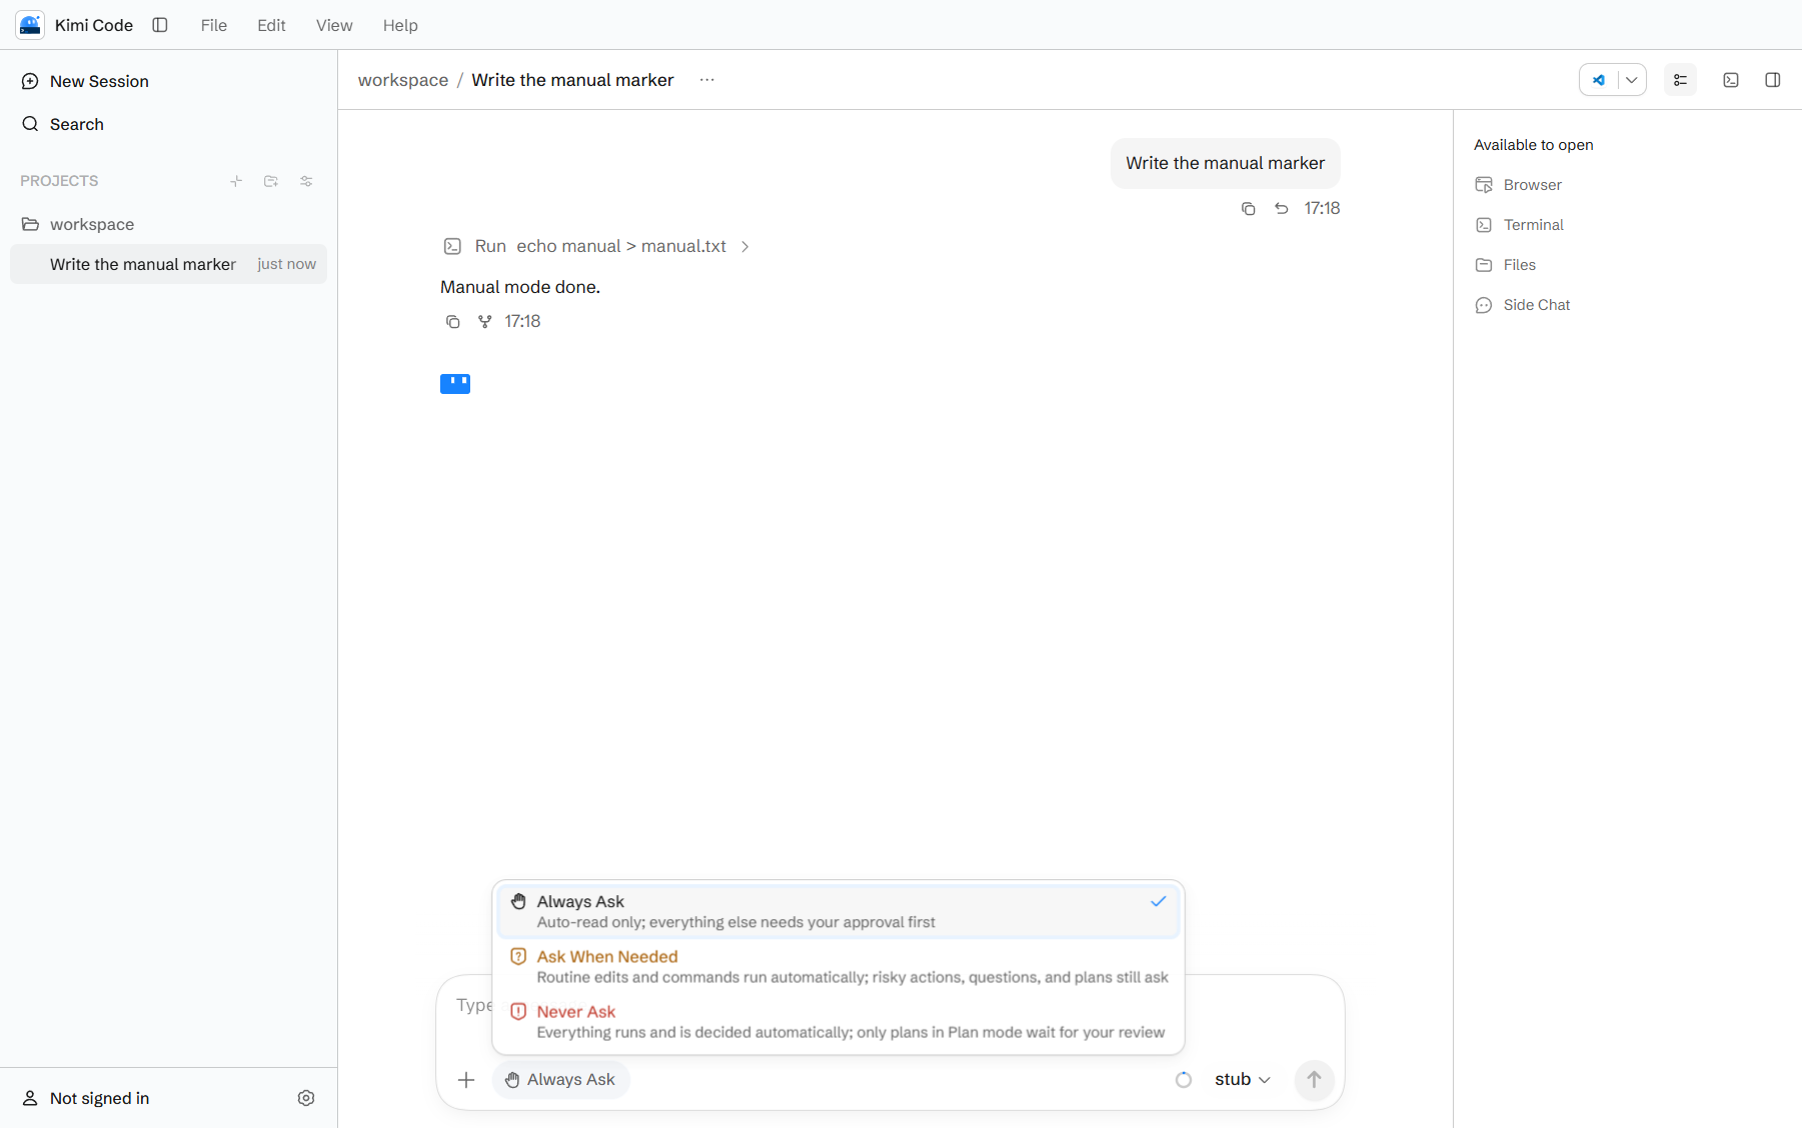 Kimi Code File Edit View Help
New Session
Search
PROJECTS
workspace
Write the manual marker just now
Not signed in
workspace / Write the manual marker ...
Write the manual marker
17:18
Run echo manual > manual.txt
Manual mode done.
17:18
Always Ask
Auto-read only; everything else needs your approval first
Ask When Needed
Routine edits and commands run automatically; risky actions, questions, and plans still ask
Never Ask
Everything runs and is decided automatically; only plans in Plan mode wait for your review
Type
Always Ask stub
Available to open
Browser
Terminal
Files
Side Chat